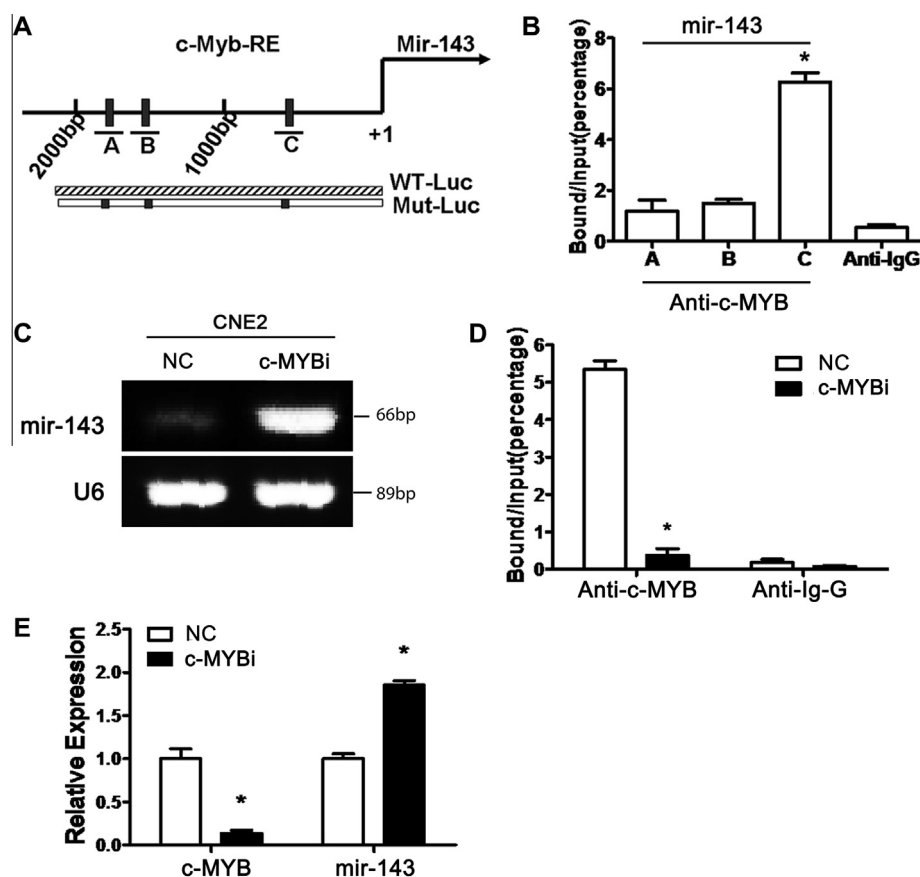 A
c-Myb-RE
Mir-143
2000bp
A
B
1000bp
C
+1
WT-Luc
Mut-Luc
B
mir-143
Bound/Input(percentage)
8
6
4
2
0
*
A B C Anti-IgG
Anti-c-MYB
C
CNE2
NC c-MYBi
mir-143
66bp
U6
89bp
D
Bound/Input(percentage)
6
5
4
3
2
1
0
NC
c-MYBi
*
Anti-c-MYB Anti-Ig-G
E
Relative Expression
2.5
2.0
1.0
0.5
0.0
NC
c-MYBi
*
*
c-MYB mir-143